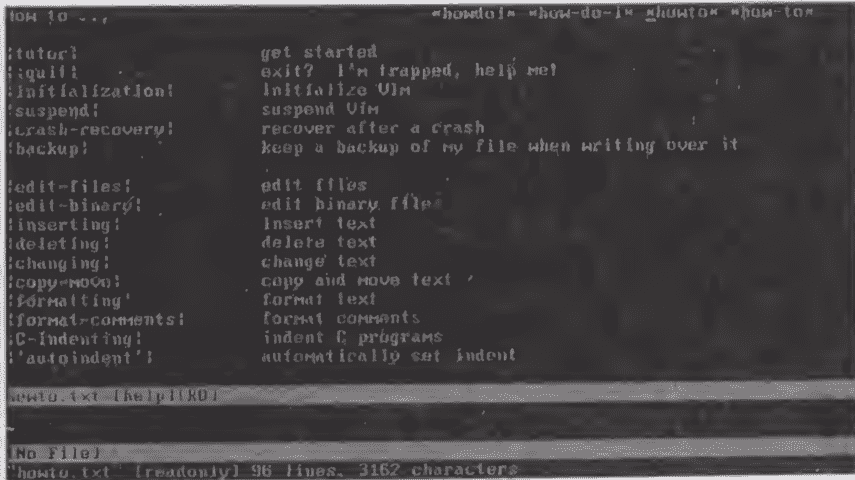 How to ... *howdoi* *how-do-i* *howto* *how-to*
|tutor| get started
|:quit| exit? I'm trapped, help me!
|initialization| initialize Vim
|suspend| suspend Vim
|crash-recovery| recover after a crash
|backup| keep a backup of my file when writing over it
|edit-files| edit files
|edit-binary| edit binary files
|inserting| insert text
|deleting| delete text
|changing| change text
|copy-move| copy and move text
|formatting| format text
|format-comments| format comments
|C-indenting| indent C programs
|'autoindent'| automatically set indent
howto.txt [help][RO]
~
[No File]
"howto.txt" [readonly] 96 lines, 3162 characters